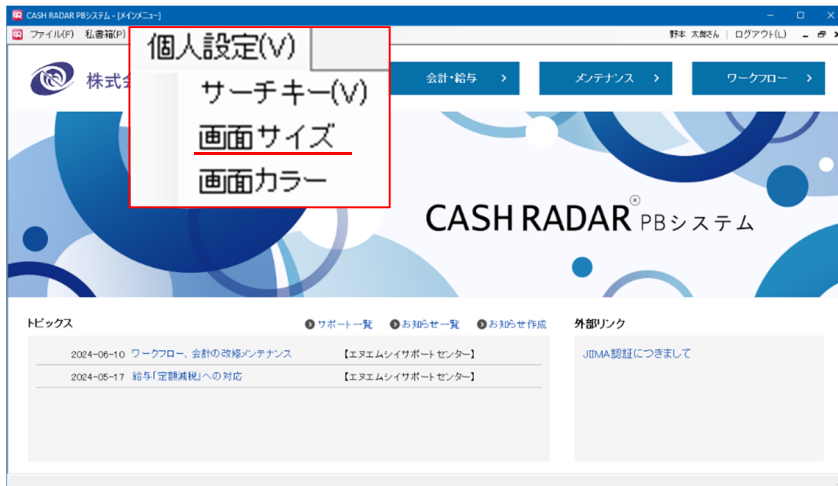 CASH RADAR PBシステム - [メインメニュー]
ファイル(F) 私書箱(P)
野本 太郎さん | ログアウト(L)
個人設定(V)
サーチキー(V)
画面サイズ
画面カラー
株式会
会計・給与 >
メンテナンス >
ワークフロー >
CASH RADAR® PBシステム
トピックス
サポート一覧 お知らせ一覧 お知らせ作成
2024-06-10 ワークフロー、会計の改修メンテナンス 【エヌエムシイサポートセンター】
2024-05-17 給与「定額減税」への対応 【エヌエムシイサポートセンター】
外部リンク
JIIMA認証につきまして